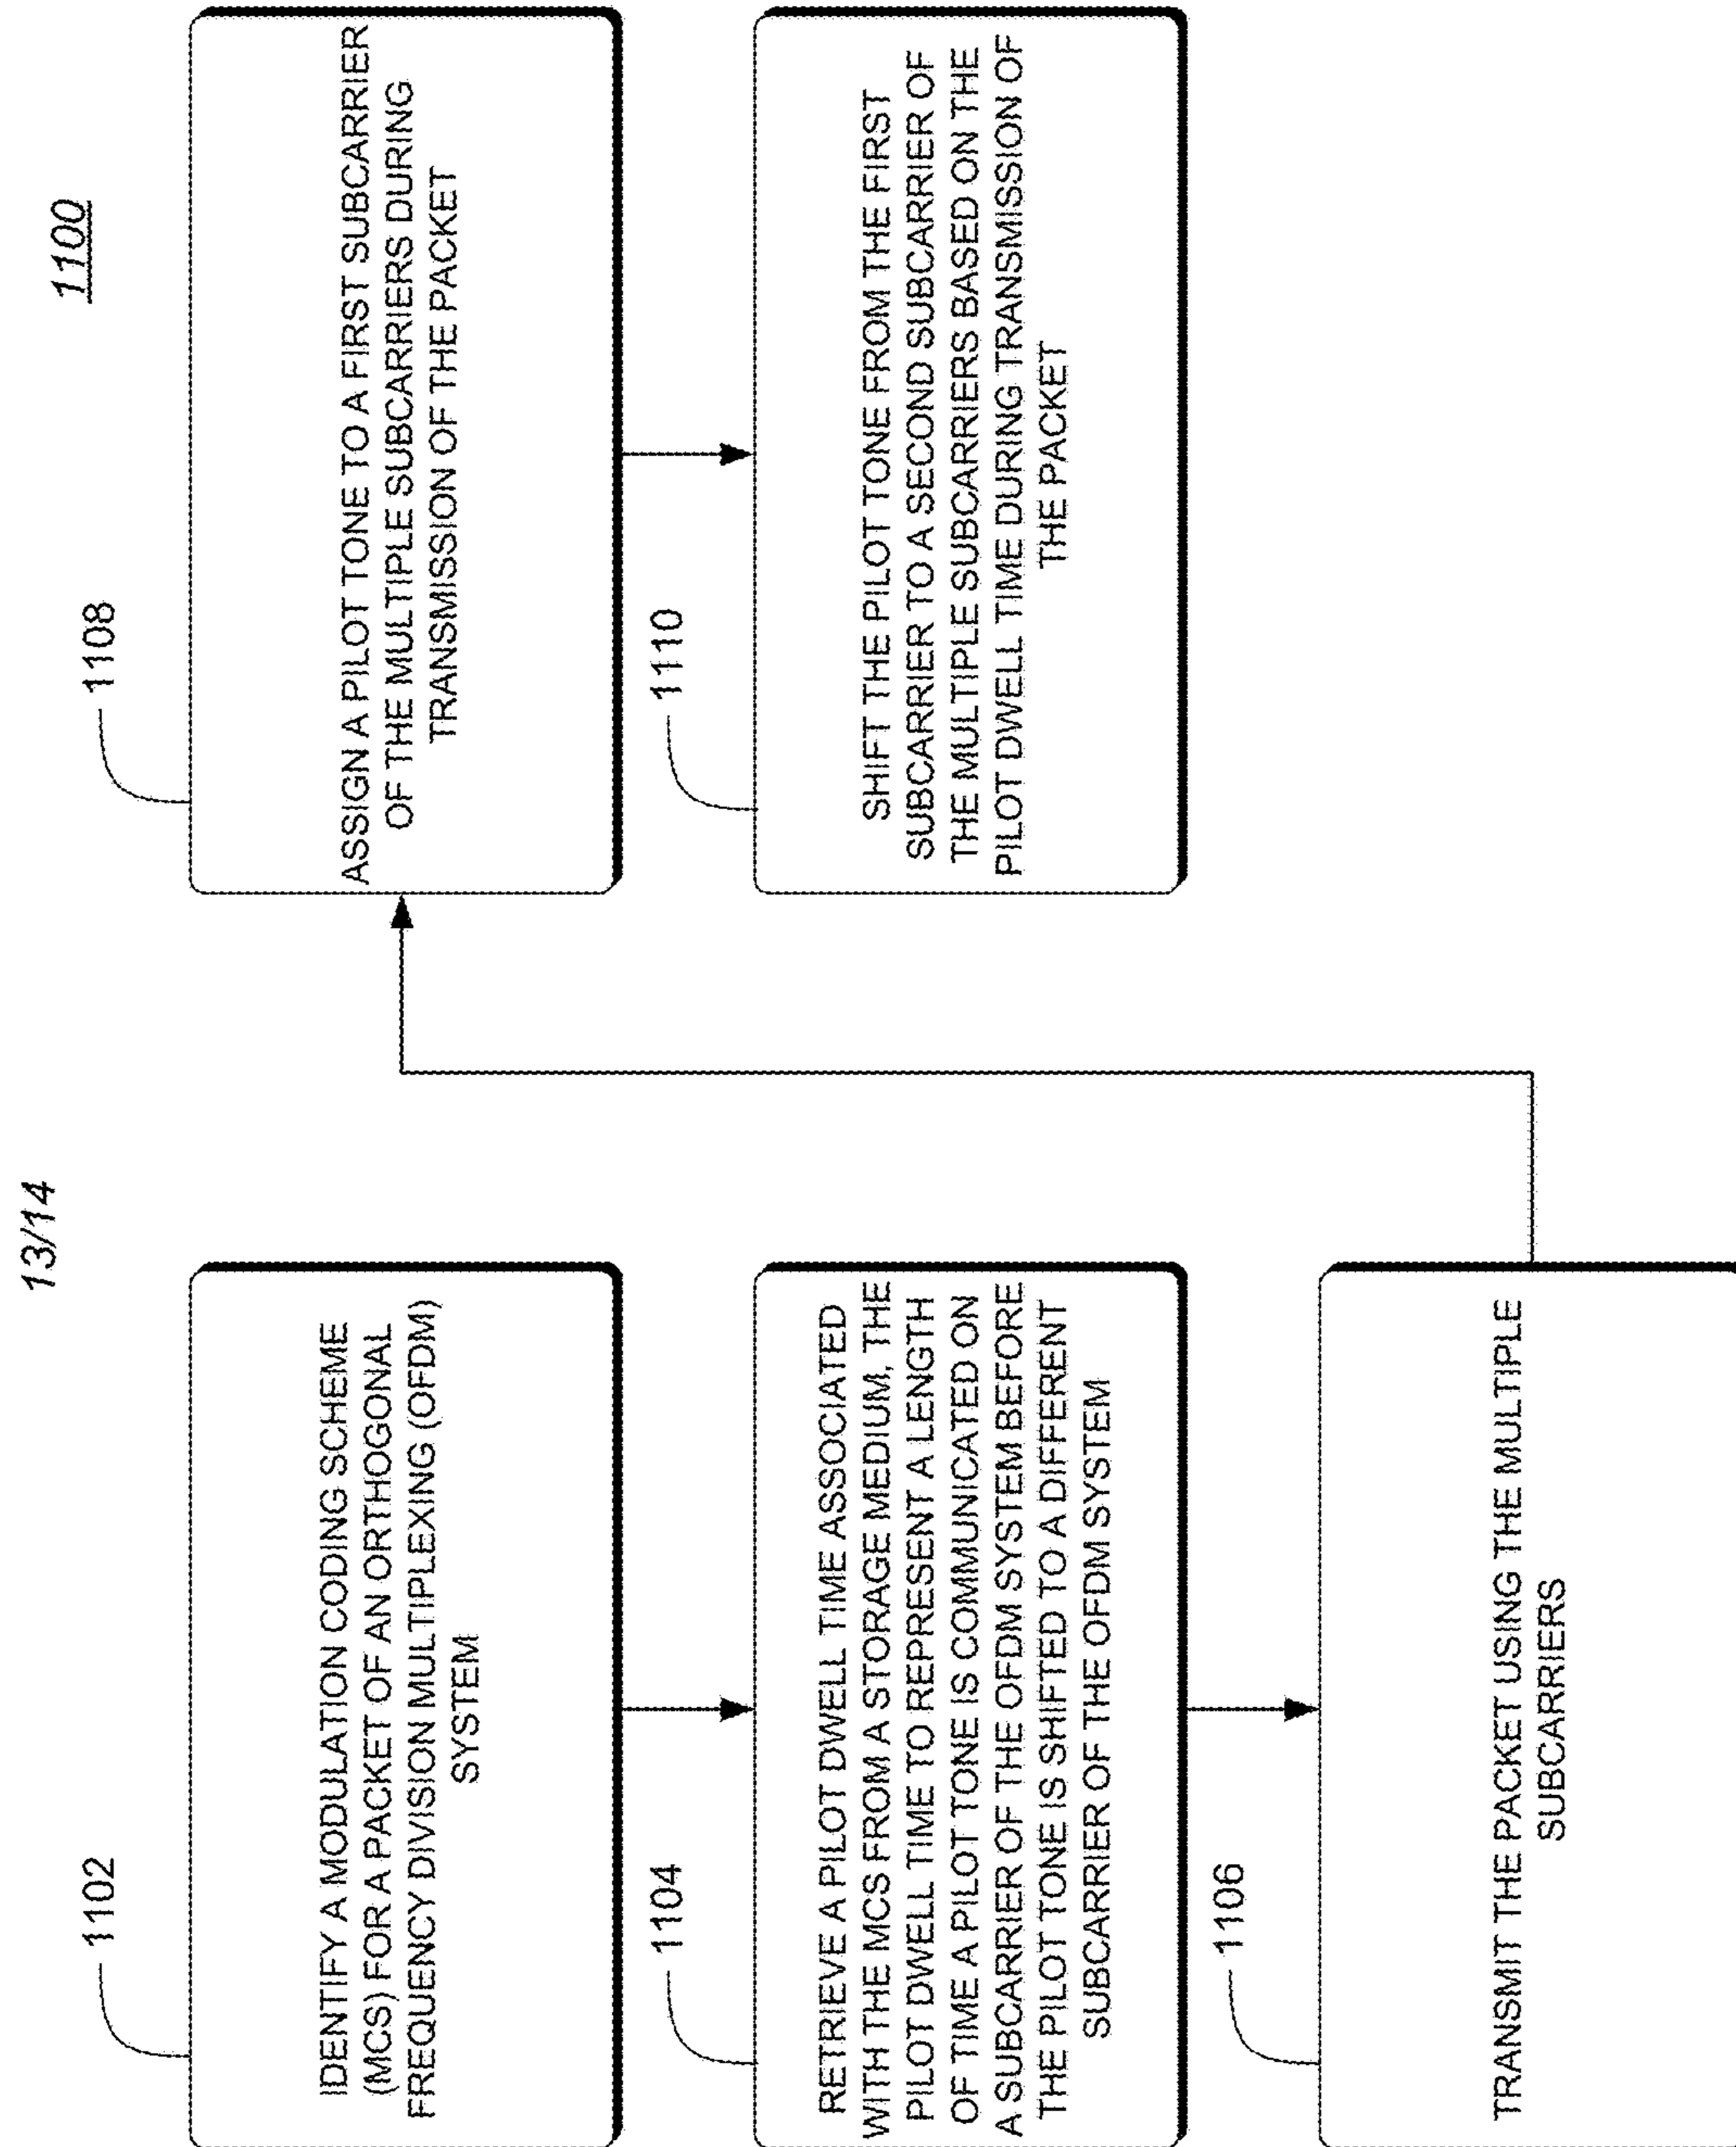 13/14
1100
1102
IDENTIFY A MODULATION CODING SCHEME
(MCS) FOR A PACKET OF AN ORTHOGONAL
FREQUENCY DIVISION MULTIPLEXING (OFDM)
SYSTEM
1104
RETRIEVE A PILOT DWELL TIME ASSOCIATED
WITH THE MCS FROM A STORAGE MEDIUM, THE
PILOT DWELL TIME TO REPRESENT A LENGTH
OF TIME A PILOT TONE IS COMMUNICATED ON
A SUBCARRIER OF THE OFDM SYSTEM BEFORE
THE PILOT TONE IS SHIFTED TO A DIFFERENT
SUBCARRIER OF THE OFDM SYSTEM
1106
TRANSMIT THE PACKET USING THE MULTIPLE
SUBCARRIERS
1108
ASSIGN A PILOT TONE TO A FIRST SUBCARRIER
OF THE MULTIPLE SUBCARRIERS DURING
TRANSMISSION OF THE PACKET
1110
SHIFT THE PILOT TONE FROM THE FIRST
SUBCARRIER TO A SECOND SUBCARRIER OF
THE MULTIPLE SUBCARRIERS BASED ON THE
PILOT DWELL TIME DURING TRANSMISSION OF
THE PACKET